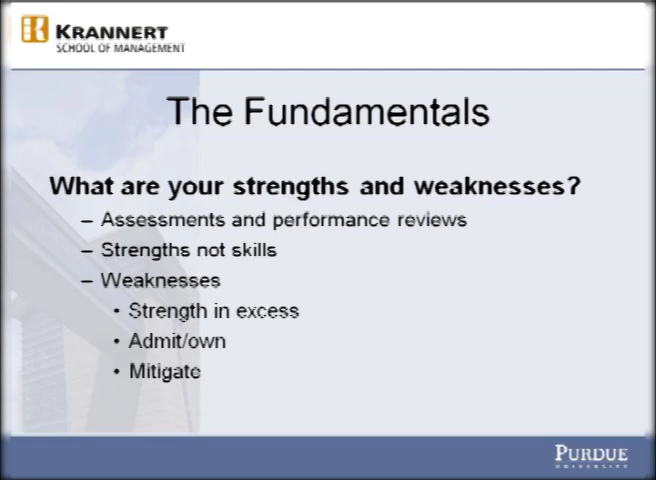 KRANNERT
SCHOOL OF MANAGEMENT
The Fundamentals
What are your strengths and weaknesses?
– Assessments and performance reviews
– Strengths not skills
– Weaknesses
• Strength in excess
• Admit/own
• Mitigate
PURDUE
UNIVERSITY